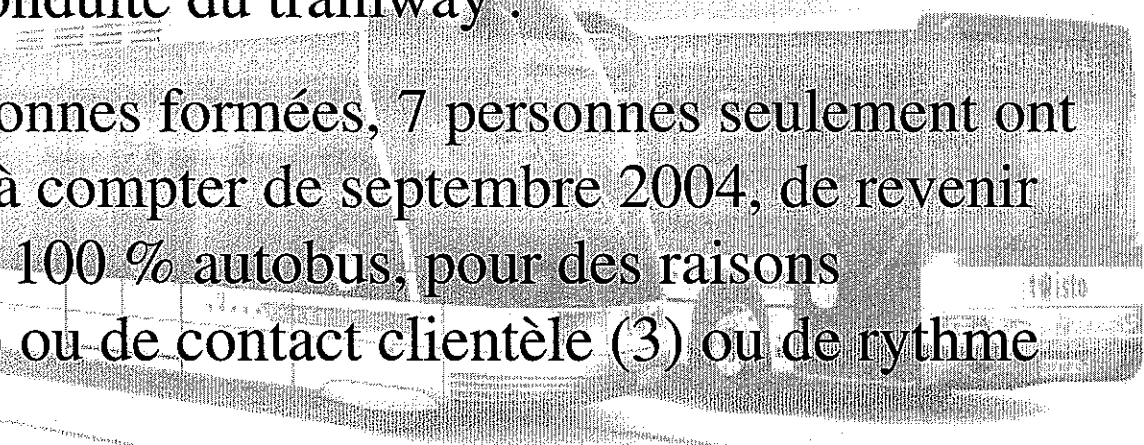 onduite du tramway :
onnes formées, 7 personnes seulement ont
à compter de septembre 2004, de revenir
100 % autobus, pour des raisons
twisto
ou de contact clientèle (3) ou de rythme